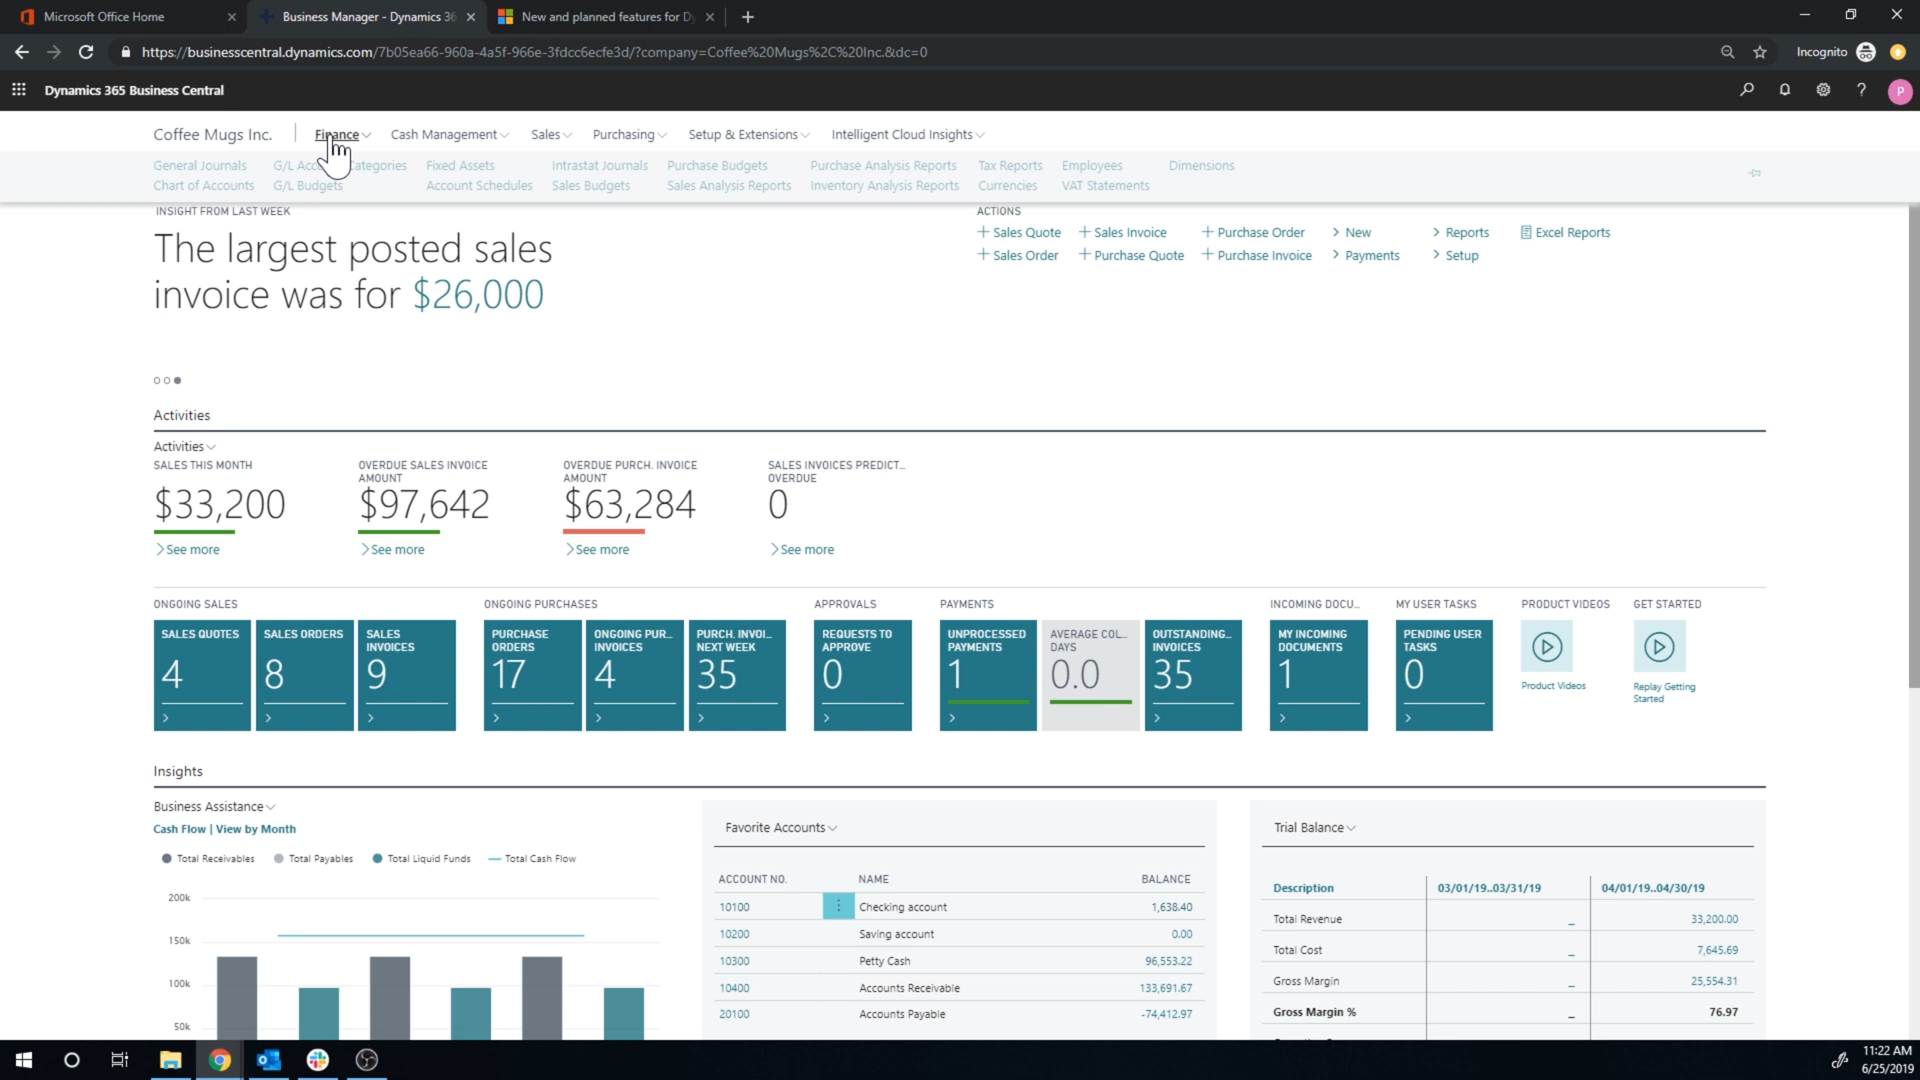 Microsoft Office Home
Business Manager - Dynamics 36
New and planned features for Dy
https://businesscentral.dynamics.com/7b05ea66-960a-4a5f-966e-3fdcc6ecfe3d/?company=Coffee%20Mugs%2C%20Inc.&dc=0
Incognito
Dynamics 365 Business Central
P
Coffee Mugs Inc. Finance Cash Management Sales Purchasing Setup & Extensions Intelligent Cloud Insights
General Journals G/L Acco Categories Fixed Assets Intrastat Journals Purchase Budgets Purchase Analysis Reports Tax Reports Employees Dimensions
Chart of Accounts G/L Budgets Account Schedules Sales Budgets Sales Analysis Reports Inventory Analysis Reports Currencies VAT Statements
INSIGHT FROM LAST WEEK
The largest posted sales
invoice was for $26,000
ACTIONS
+ Sales Quote + Sales Invoice + Purchase Order > New > Reports Excel Reports
+ Sales Order + Purchase Quote + Purchase Invoice > Payments > Setup
Activities
Activities
SALES THIS MONTH
$33,200
>See more
OVERDUE SALES INVOICE
AMOUNT
$97,642
>See more
OVERDUE PURCH. INVOICE
AMOUNT
$63,284
>See more
SALES INVOICES PREDICT...
OVERDUE
0
>See more
ONGOING SALES
SALES QUOTES
4
SALES ORDERS
8
SALES
INVOICES
9
ONGOING PURCHASES
PURCHASE
ORDERS
17
ONGOING PUR...
INVOICES
4
PURCH. INVOI...
NEXT WEEK
35
APPROVALS
REQUESTS TO
APPROVE
0
PAYMENTS
UNPROCESSED
PAYMENTS
1
AVERAGE COL...
DAYS
0.0
OUTSTANDING...
INVOICES
35
INCOMING DOCU...
MY INCOMING
DOCUMENTS
1
MY USER TASKS
PENDING USER
TASKS
0
PRODUCT VIDEOS
Product Videos
GET STARTED
Replay Getting
Started
Insights
Business Assistance
Cash Flow | View by Month
Total Receivables Total Payables Total Liquid Funds Total Cash Flow
200k
150k
100k
50k
Favorite Accounts
ACCOUNT NO. NAME BALANCE
10100 Checking account 1,638.40
10200 Saving account 0.00
10300 Petty Cash 96,553.22
10400 Accounts Receivable 133,691.67
20100 Accounts Payable -74,412.97
Trial Balance
Description 03/01/19..03/31/19 04/01/19..04/30/19
Total Revenue _ 33,200.00
Total Cost _ 7,645.69
Gross Margin _ 25,554.31
Gross Margin % _ 76.97
11:22 AM
6/25/2019